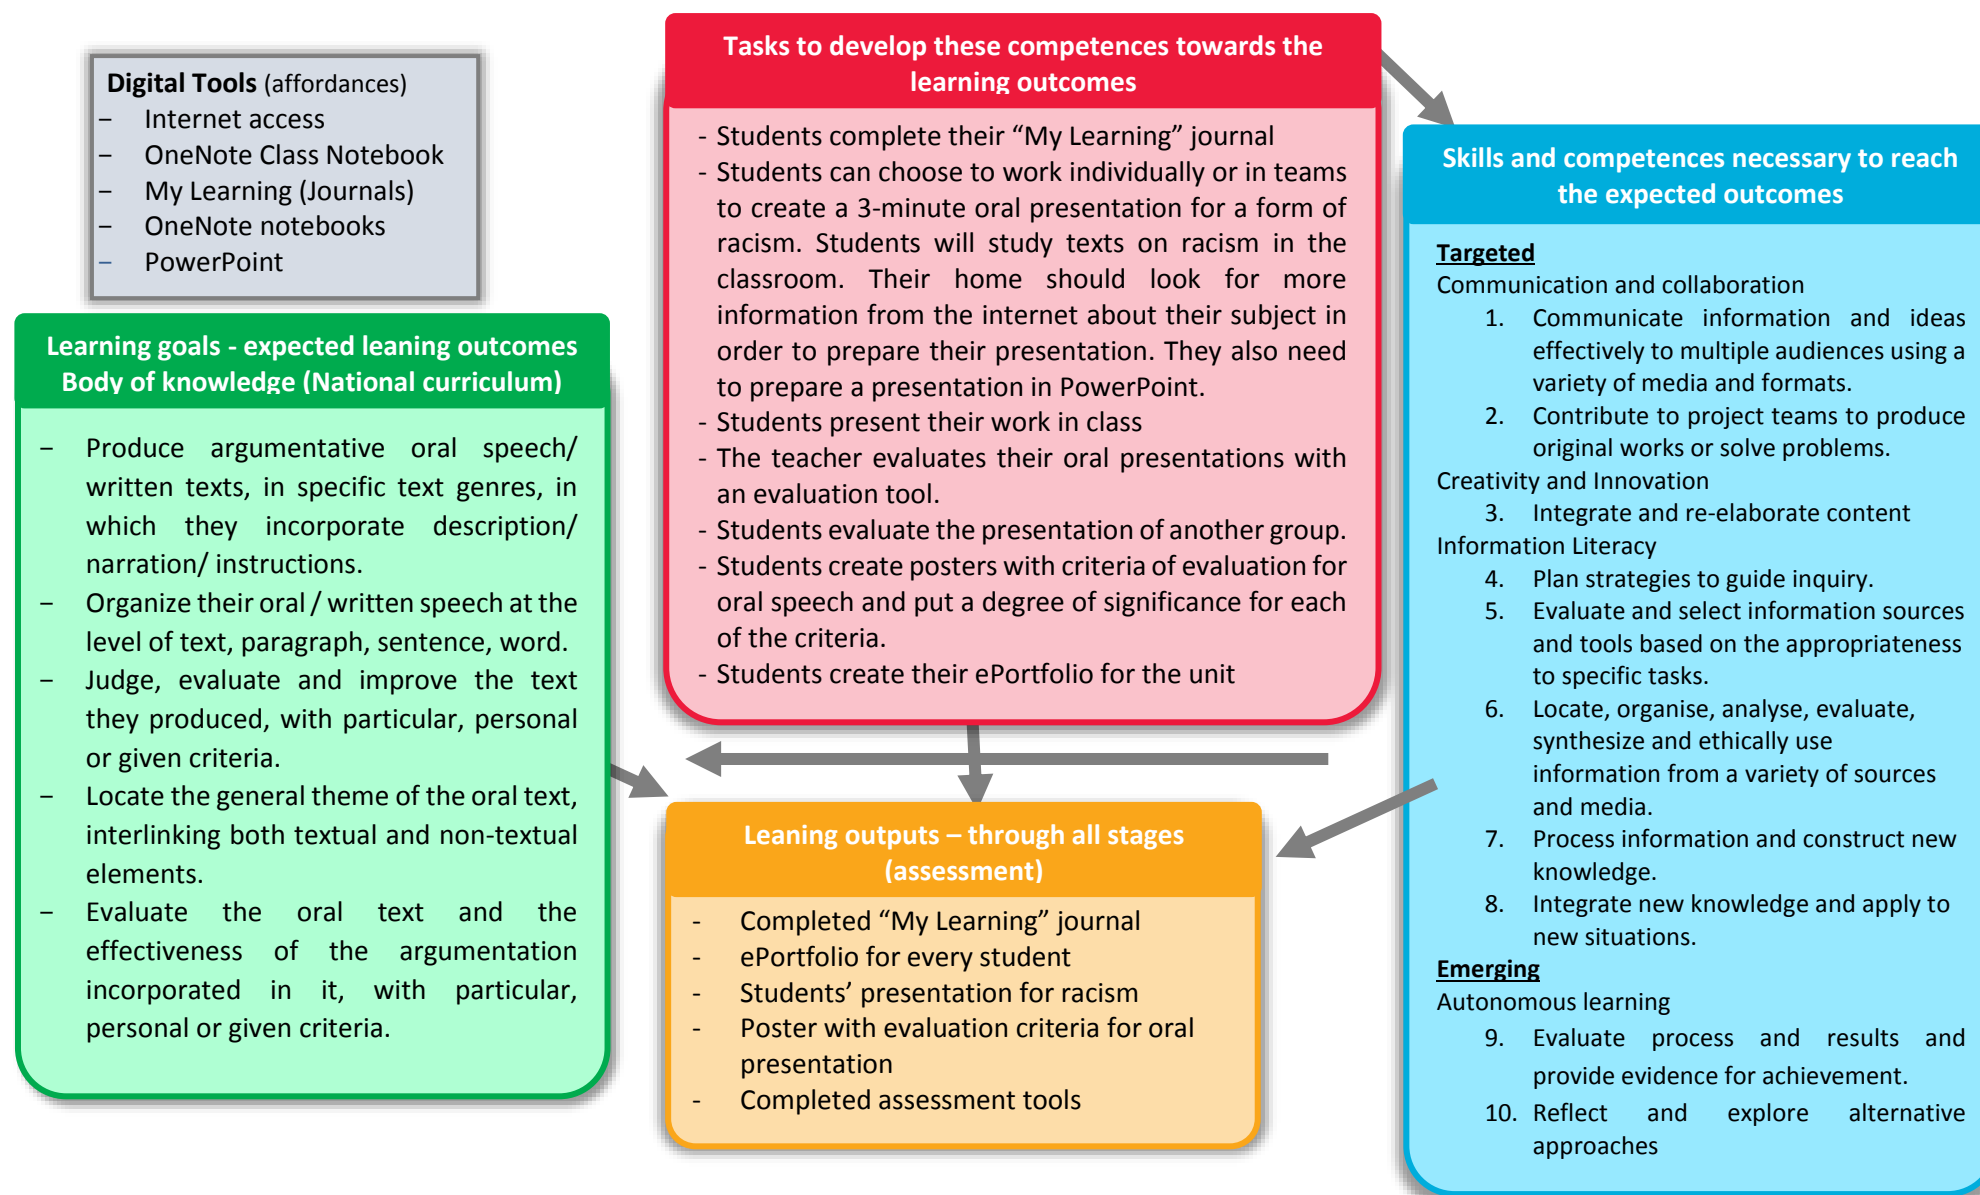 Digital Tools (affordances)
− Internet access
− OneNote Class Notebook
− My Learning (Journals)
− OneNote notebooks
− PowerPoint
Learning goals - expected leaning outcomes
Body of knowledge (National curriculum)
− Produce argumentative oral speech/
written texts, in specific text genres, in
which they incorporate description/
narration/ instructions.
− Organize their oral / written speech at the
level of text, paragraph, sentence, word.
− Judge, evaluate and improve the text
they produced, with particular, personal
or given criteria.
− Locate the general theme of the oral text,
interlinking both textual and non-textual
elements.
− Evaluate the oral text and the
effectiveness of the argumentation
incorporated in it, with particular,
personal or given criteria.
Tasks to develop these competences towards the
learning outcomes
- Students complete their “My Learning” journal
- Students can choose to work individually or in teams
to create a 3-minute oral presentation for a form of
racism. Students will study texts on racism in the
classroom. Their home should look for more
information from the internet about their subject in
order to prepare their presentation. They also need
to prepare a presentation in PowerPoint.
- Students present their work in class
- The teacher evaluates their oral presentations with
an evaluation tool.
- Students evaluate the presentation of another group.
- Students create posters with criteria of evaluation for
oral speech and put a degree of significance for each
of the criteria.
- Students create their ePortfolio for the unit
Leaning outputs – through all stages
(assessment)
- Completed “My Learning” journal
- ePortfolio for every student
- Students’ presentation for racism
- Poster with evaluation criteria for oral
presentation
- Completed assessment tools
Skills and competences necessary to reach
the expected outcomes
Targeted
Communication and collaboration
1. Communicate information and ideas
effectively to multiple audiences using a
variety of media and formats.
2. Contribute to project teams to produce
original works or solve problems.
Creativity and Innovation
3. Integrate and re-elaborate content
Information Literacy
4. Plan strategies to guide inquiry.
5. Evaluate and select information sources
and tools based on the appropriateness
to specific tasks.
6. Locate, organise, analyse, evaluate,
synthesize and ethically use
information from a variety of sources
and media.
7. Process information and construct new
knowledge.
8. Integrate new knowledge and apply to
new situations.
Emerging
Autonomous learning
9. Evaluate process and results and
provide evidence for achievement.
10. Reflect and explore alternative
approaches